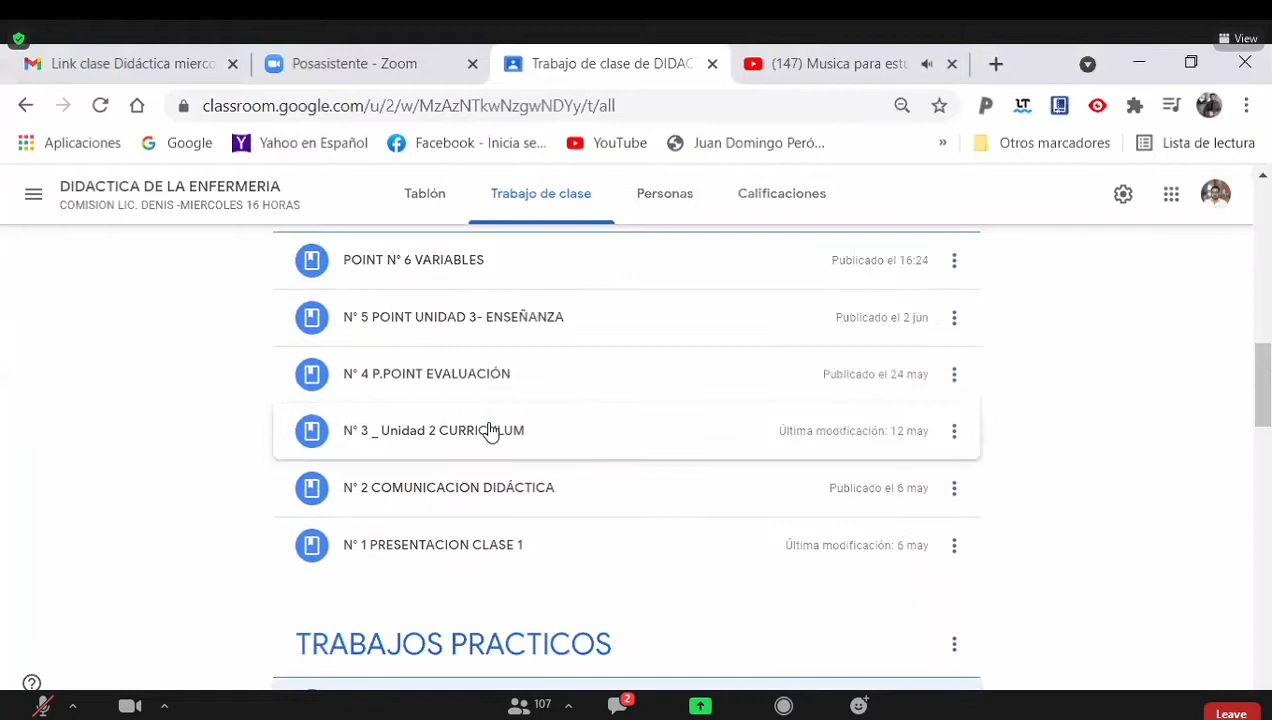 View
Link clase Didáctica mierco
Posasistente - Zoom
Trabajo de clase de DIDAC
(147) Musica para estu
classroom.google.com/u/2/w/MzAzNTkwNzgwNDYy/t/all
Aplicaciones
Google
Yahoo en Español
Facebook - Inicia se...
YouTube
Juan Domingo Peró...
»
Otros marcadores
Lista de lectura
DIDACTICA DE LA ENFERMERIA
COMISION LIC. DENIS -MIERCOLES 16 HORAS
Tablón
Trabajo de clase
Personas
Calificaciones
POINT N° 6 VARIABLES
Publicado el 16:24
N° 5 POINT UNIDAD 3- ENSEÑANZA
Publicado el 2 jun
N° 4 P.POINT EVALUACIÓN
Publicado el 24 may
N° 3 _ Unidad 2 CURRICULUM
Última modificación: 12 may
N° 2 COMUNICACION DIDÁCTICA
Publicado el 6 may
N° 1 PRESENTACION CLASE 1
Última modificación: 6 may
TRABAJOS PRACTICOS
107
2
Leave